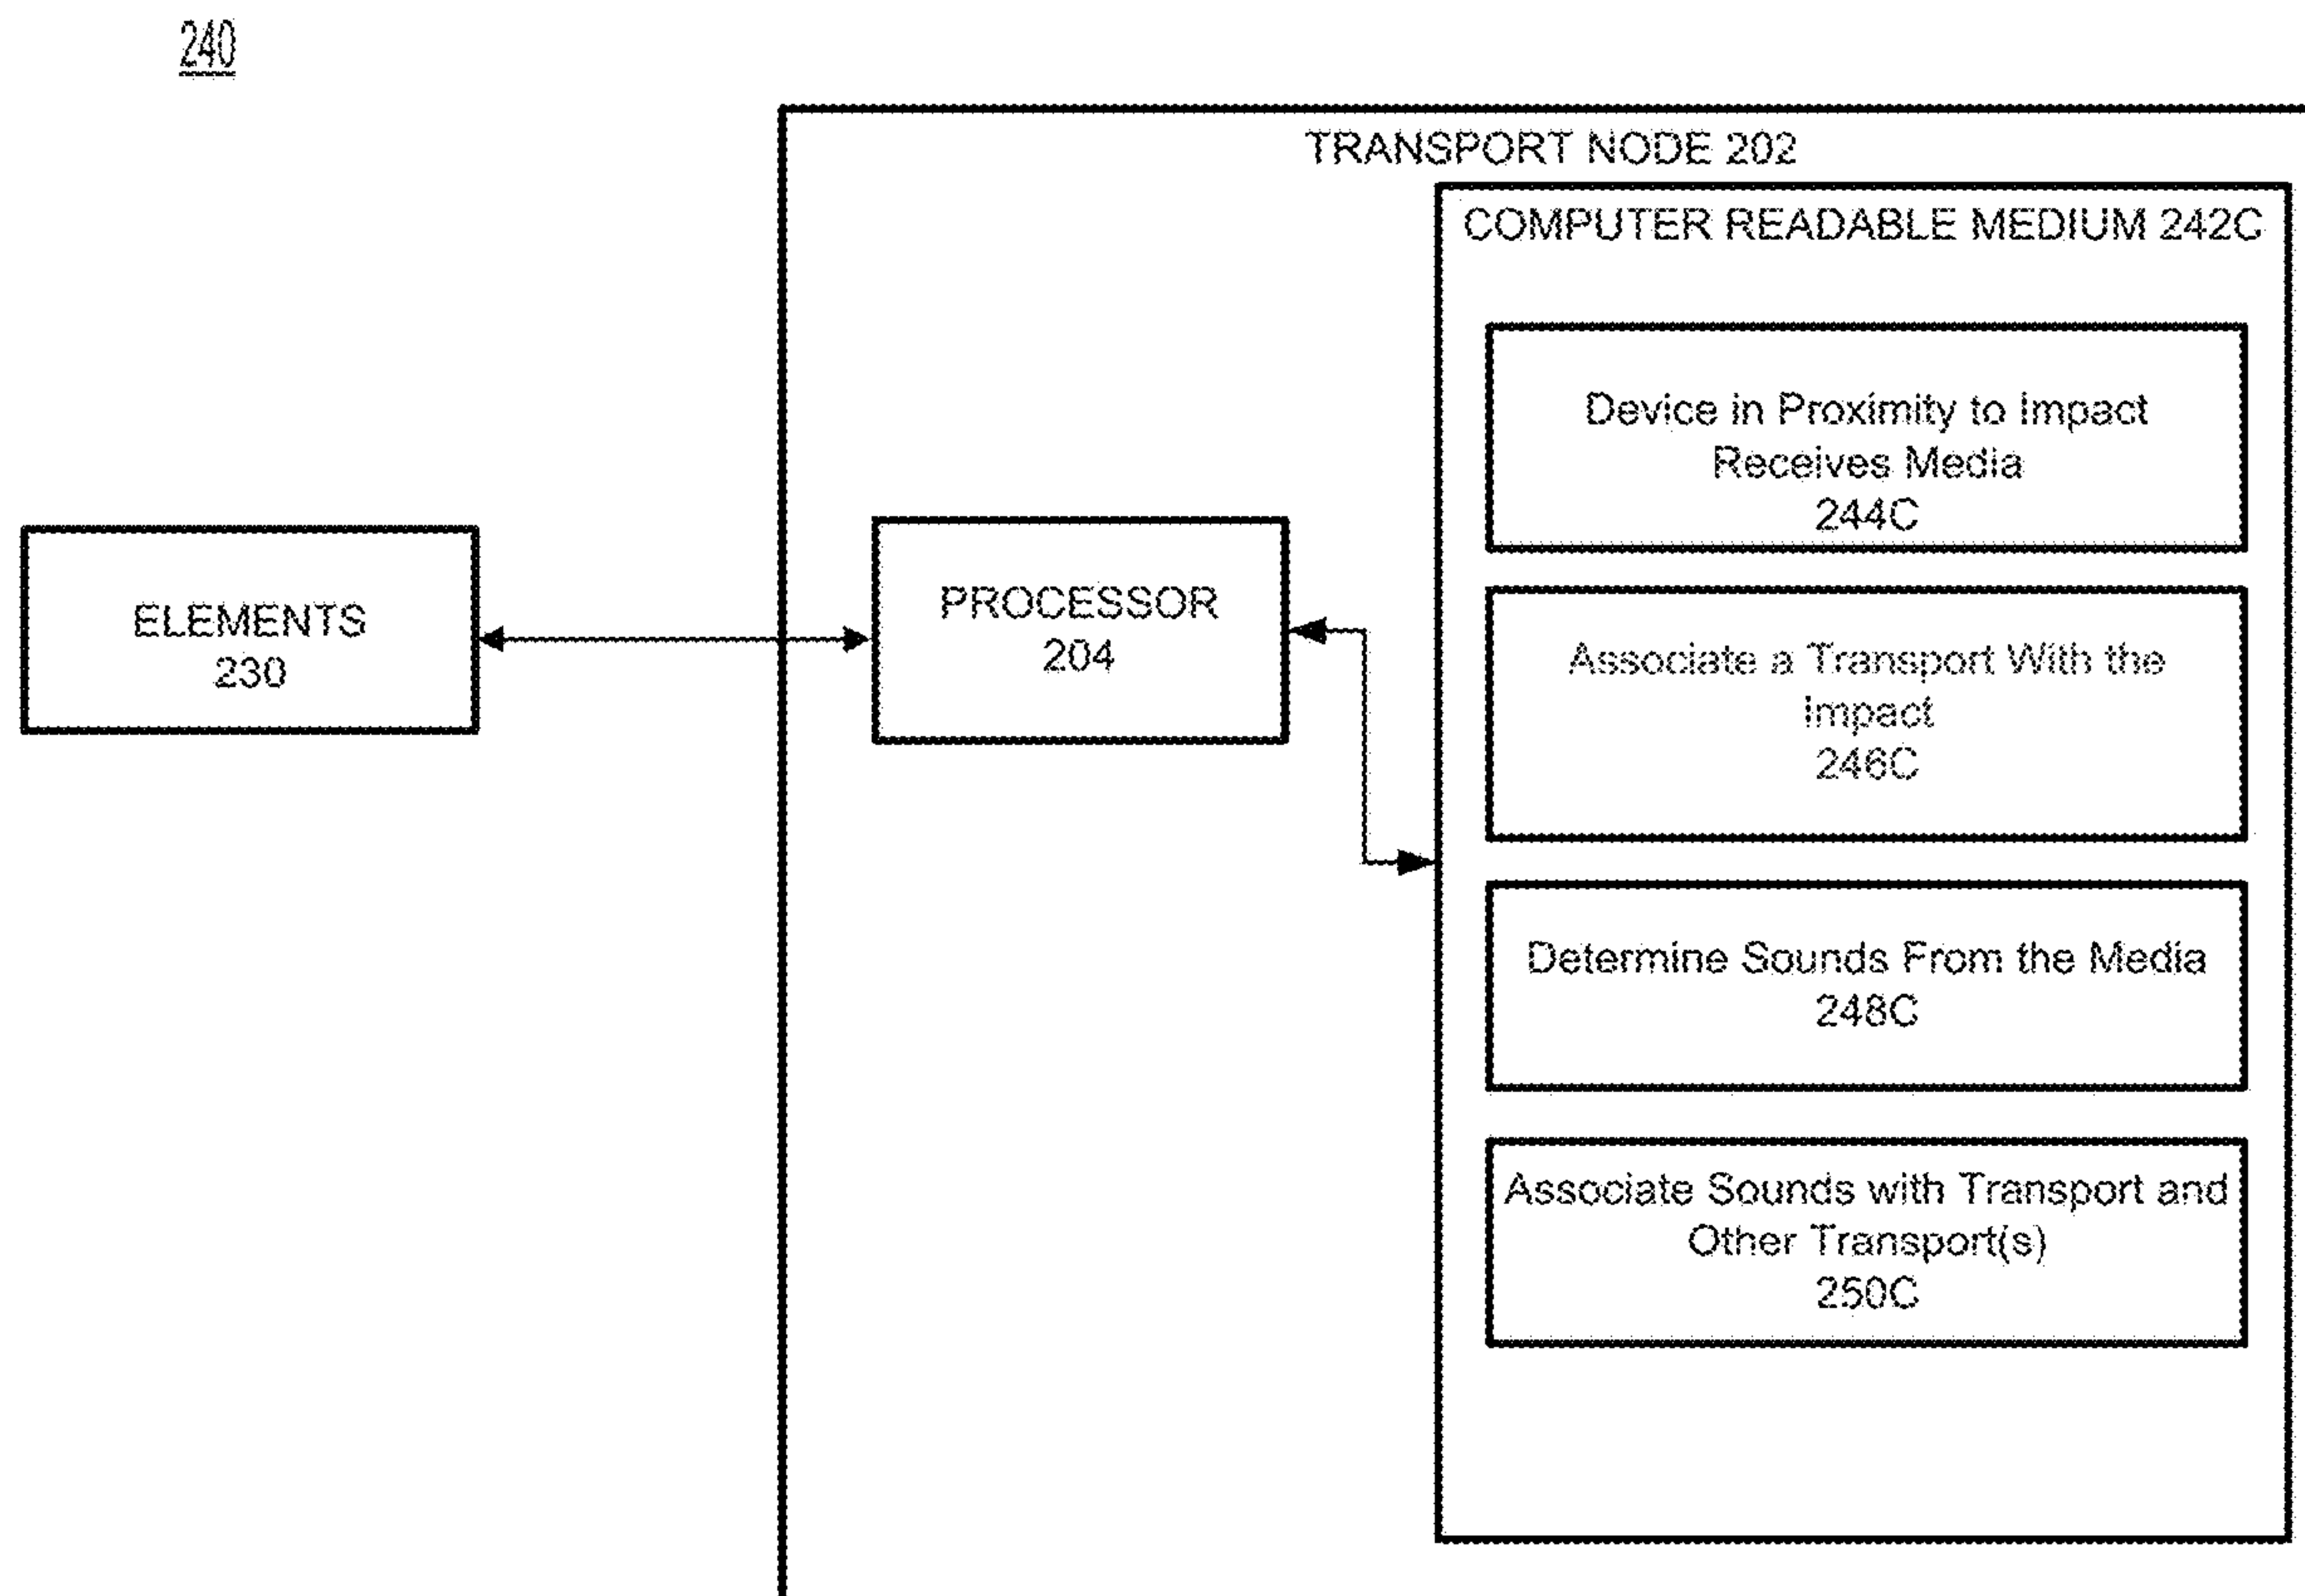 240
TRANSPORT NODE 202
COMPUTER READABLE MEDIUM 242C
Device in Proximity to Impact
Receives Media
244C
ELEMENTS
230
PROCESSOR
204
Associate a Transport With the
Impact
246C
Determine Sounds From the Media
248C
Associate Sounds with Transport and
Other Transport(s)
250C